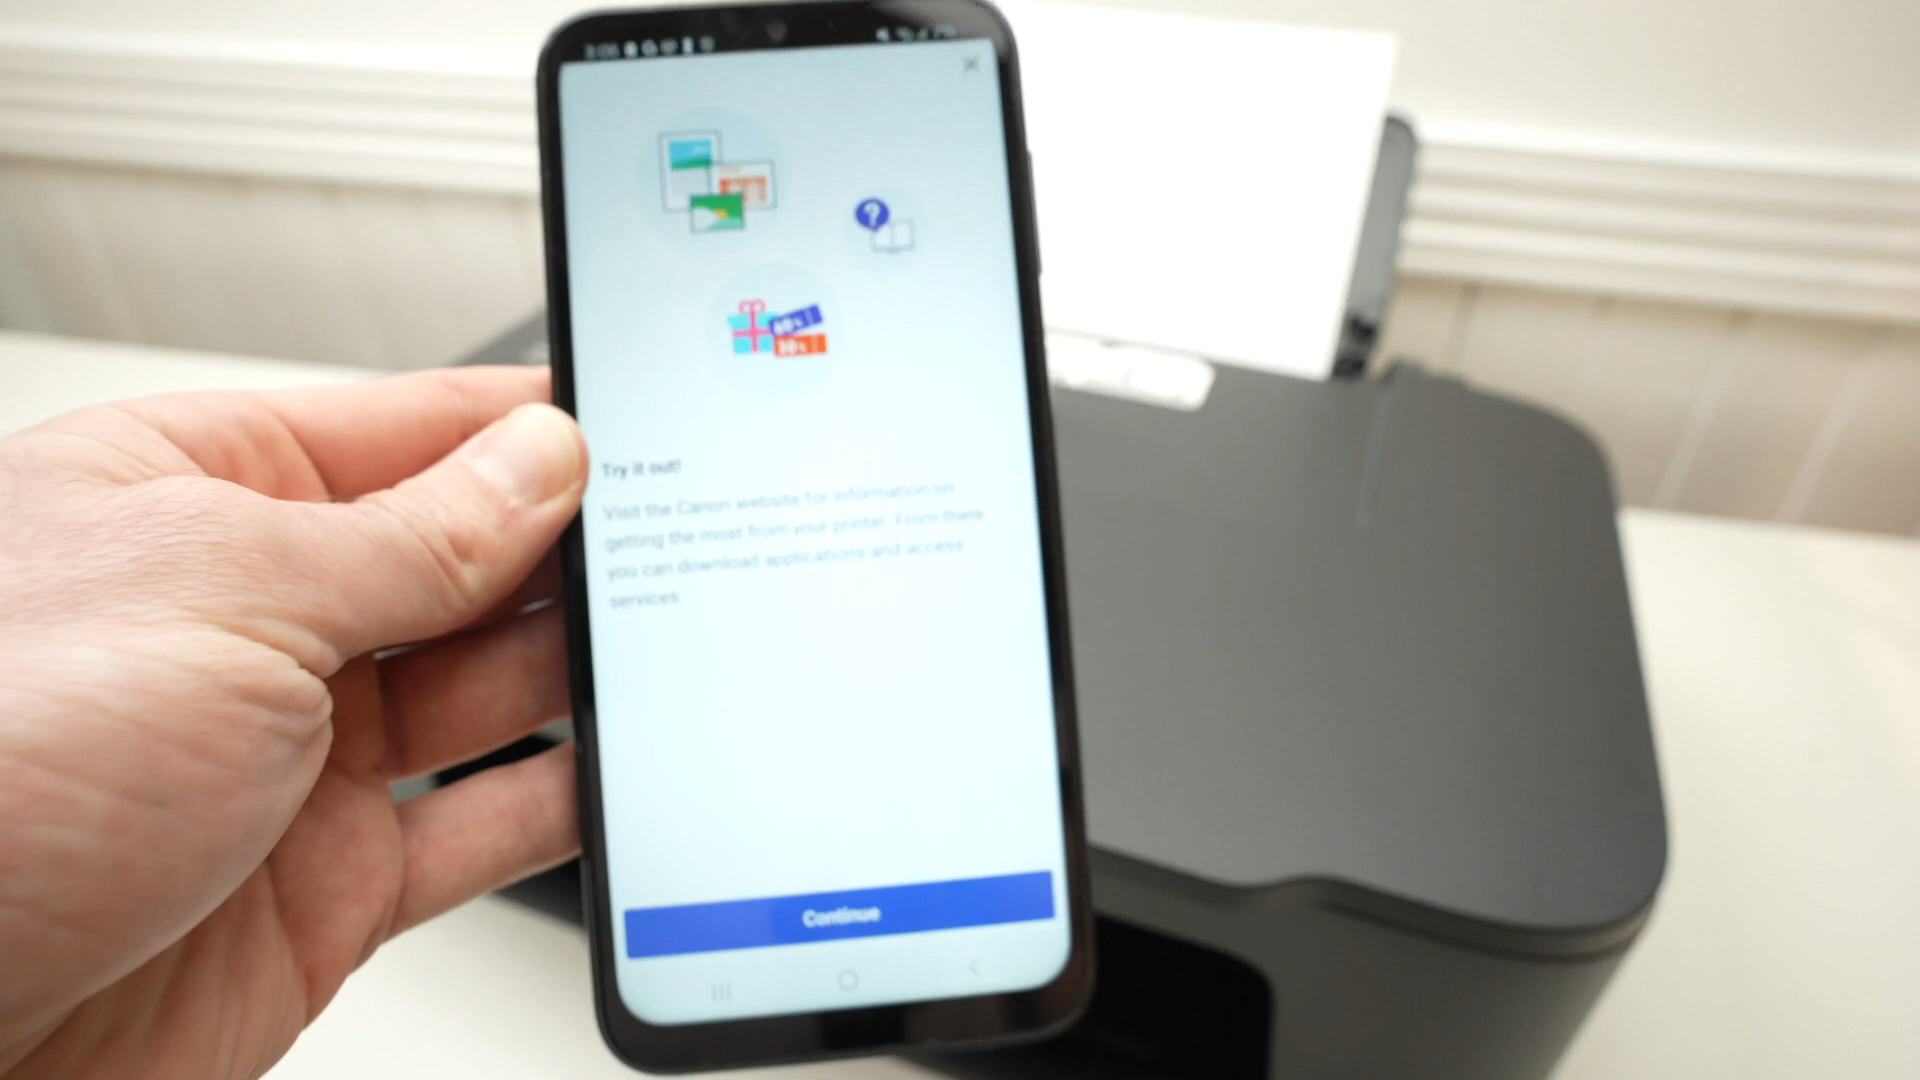 Try it out!
Visit the Canon website for information on
getting the most from your printer. From there
you can download applications and access
services.
Continue